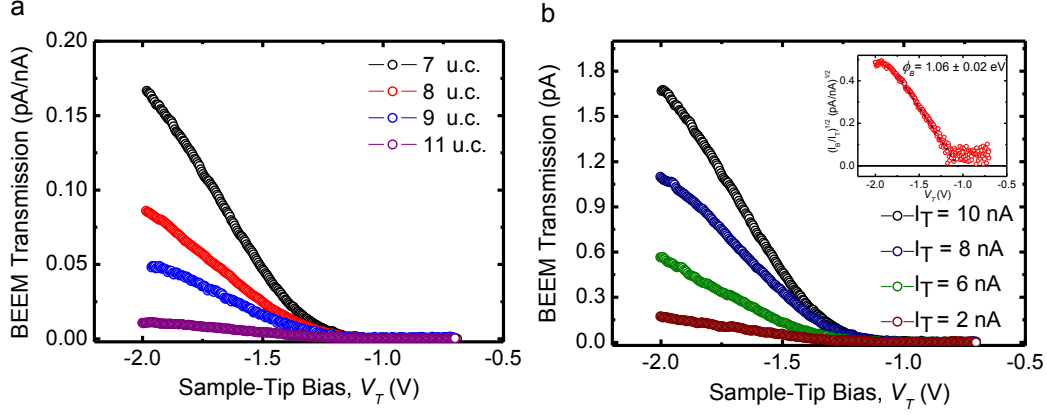 a
BEEM Transmission (pA/nA)
0.20
0.15
0.10
0.05
0.00
-2.0 -1.5 -1.0 -0.5
Sample-Tip Bias, V_T (V)
7 u.c.
8 u.c.
9 u.c.
11 u.c.
b
BEEM Transmission (pA)
1.8
1.5
1.2
0.9
0.6
0.3
0.0
-2.0 -1.5 -1.0 -0.5
Sample-Tip Bias, V_T (V)
ϕ_B = 1.06 ± 0.02 eV
(I_B/I_T)^1/2 (pA/nA)^1/2
0.4
0.2
0.0
-2.0 -1.5 -1.0 -0.5
V_T (V)
I_T = 10 nA
I_T = 8 nA
I_T = 6 nA
I_T = 2 nA